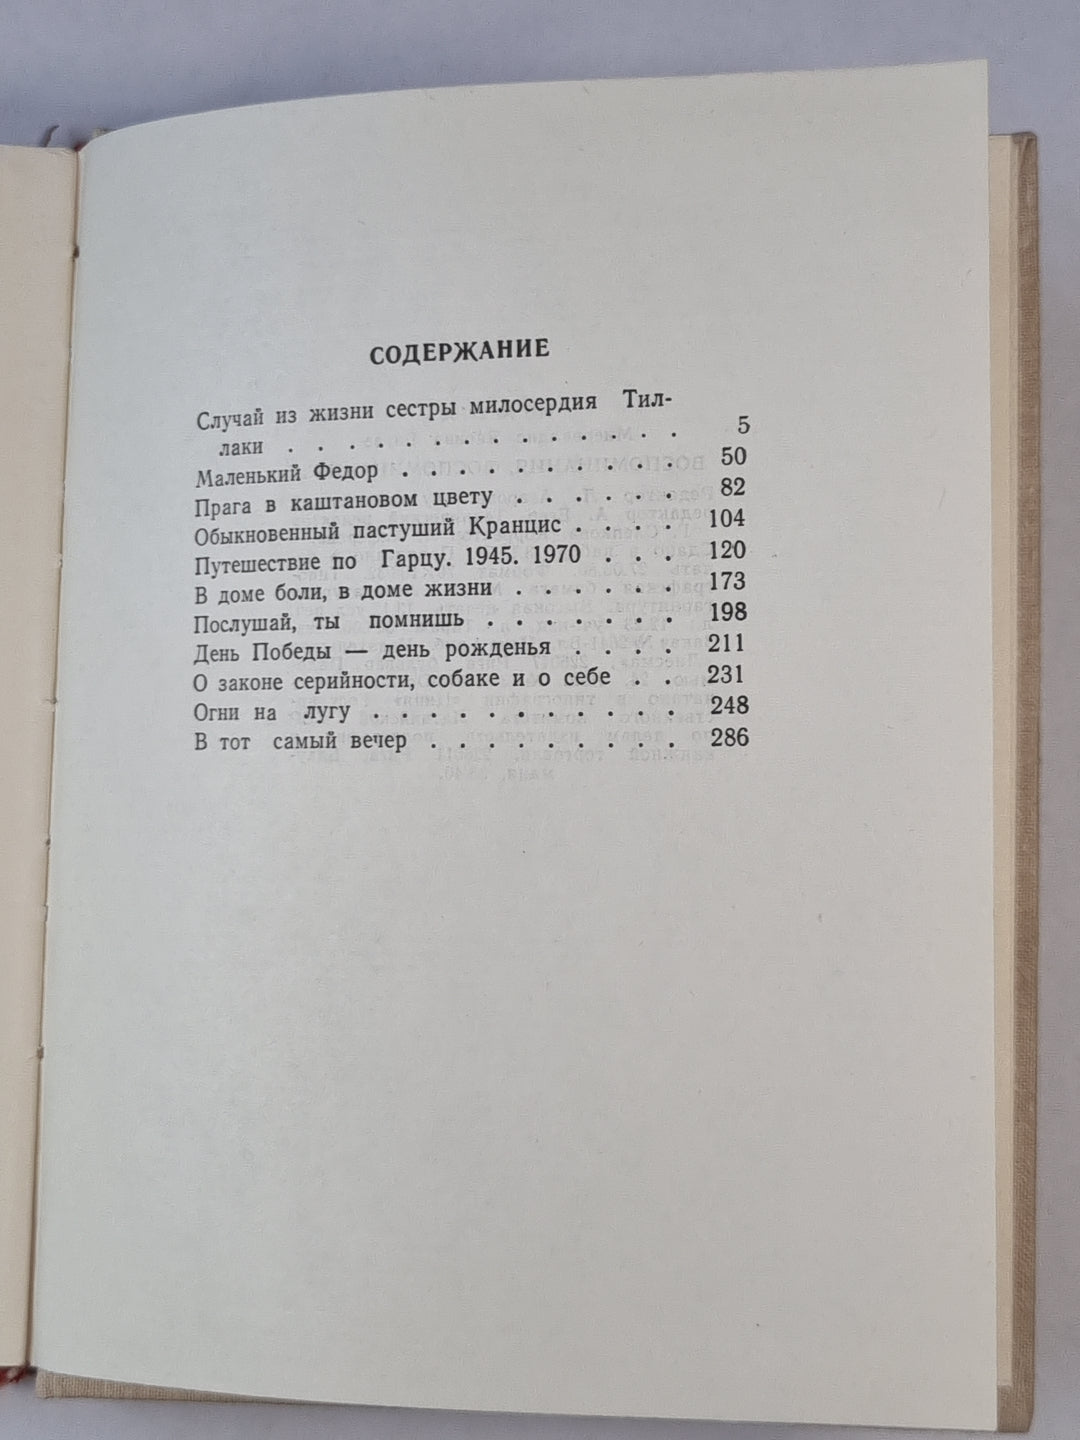 СОДЕРЖАНИЕ
Случай из жизни сестры милосердия Тил-
лаки . . . . . . . . . . . . . . 5
Маленький Федор . . . . . . . . . . 50
Прага в каштановом цвету . . . . . . 82
Обыкновенный пастуший Кранцис . . . . 104
Путешествие по Гарцу. 1945. 1970 . . . 120
В доме боли, в доме жизни . . . . . . 173
Послушай, ты помнишь . . . . . . . 198
День Победы — день рожденья . . . . 211
О законе серийности, собаке и о себе . . 231
Огни на лугу . . . . . . . . . . . . 248
В тот самый вечер . . . . . . . . . . 286